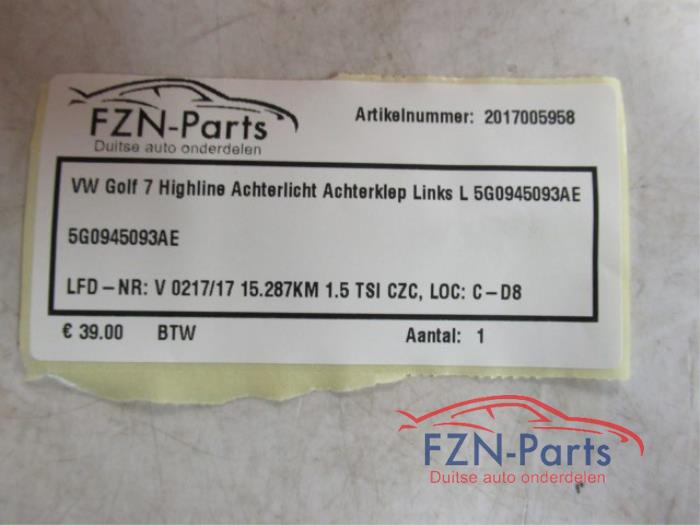 FZN-Parts
Duitse auto onderdelen
Artikelnummer: 2017005958
VW Golf 7 Highline Achterlicht Achterklep Links L 5G0945093AE
5G0945093AE
LFD-NR: V 0217/17 15.287KM 1.5 TSI CZC, LOC: C-D8
€ 39.00 BTW Aantal: 1
FZN-Parts
Duitse auto onderdelen